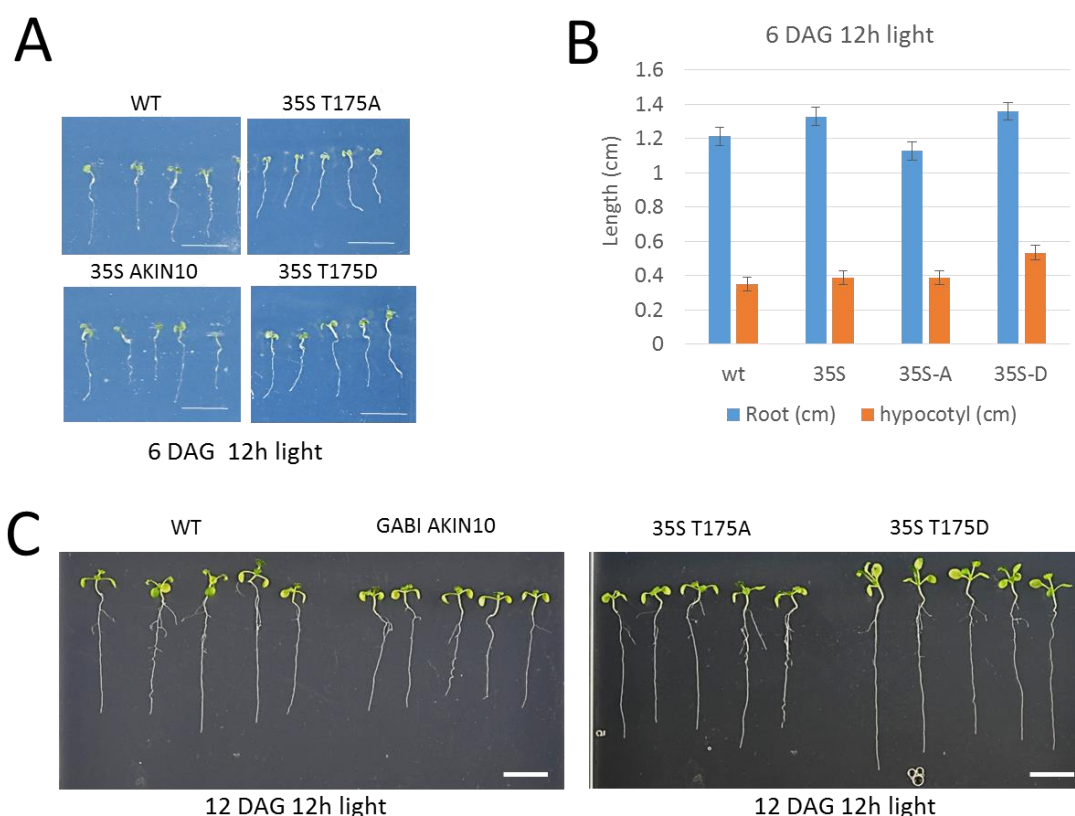 A
WT
35S T175A
35S AKIN10
35S T175D
6 DAG 12h light
B
6 DAG 12h light
Length (cm)
1.6
1.4
1.2
1
0.8
0.6
0.4
0.2
0
wt
35S
35S-A
35S-D
Root (cm)
hypocotyl (cm)
C
WT
GABI AKIN10
35S T175A
35S T175D
12 DAG 12h light
12 DAG 12h light